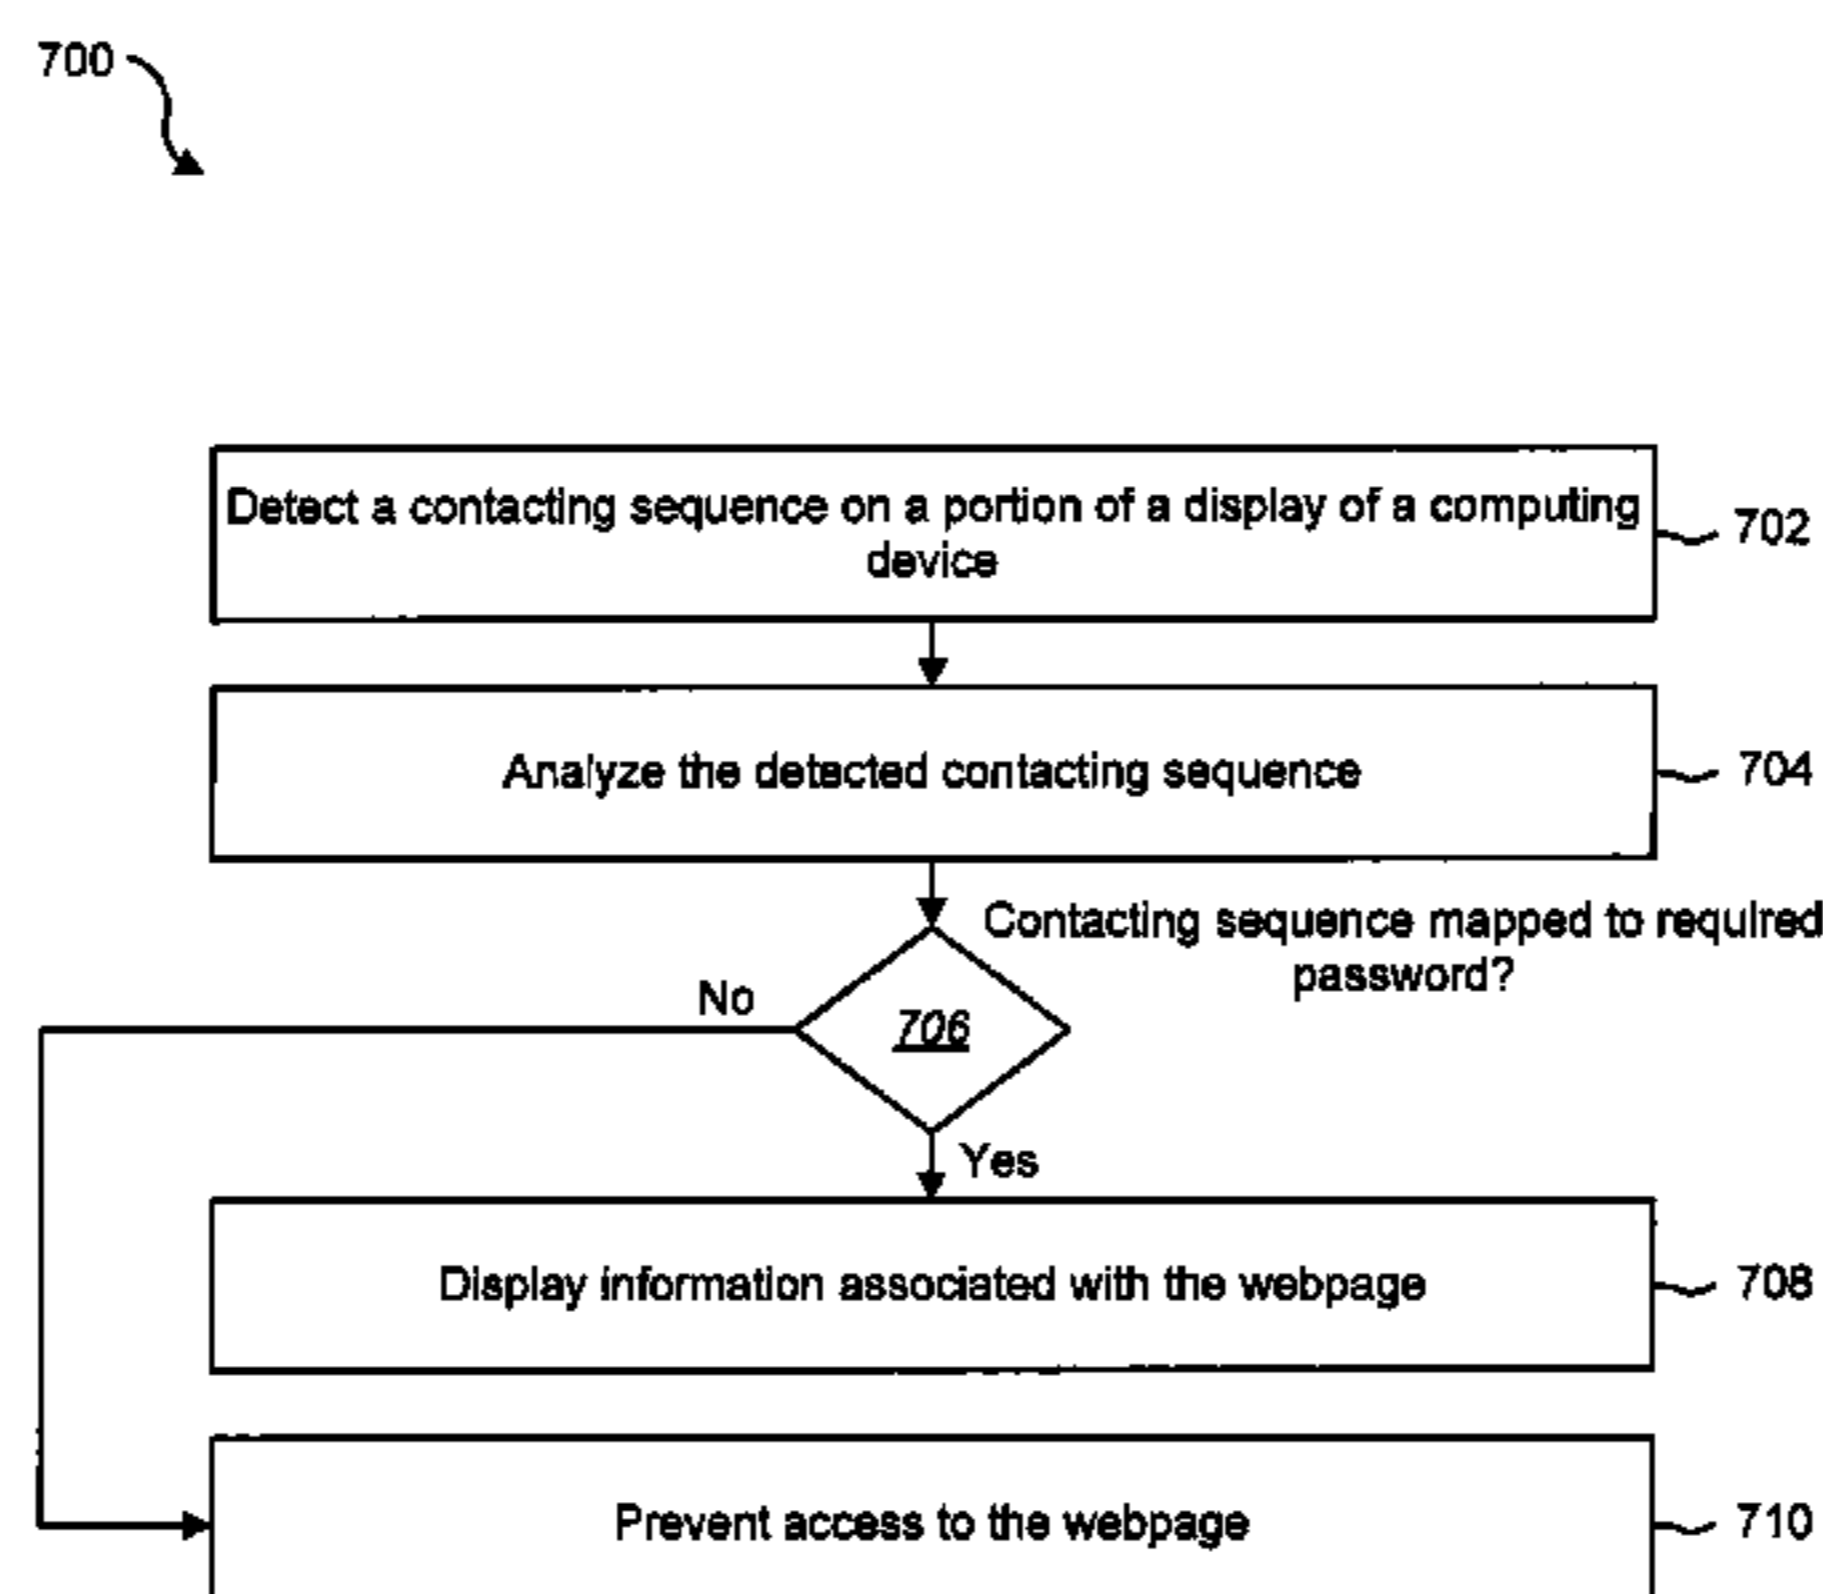 700
Detect a contacting sequence on a portion of a display of a computing
device
702
Analyze the detected contacting sequence
704
Contacting sequence mapped to required
password?
No
706
Yes
Display information associated with the webpage
708
Prevent access to the webpage
710